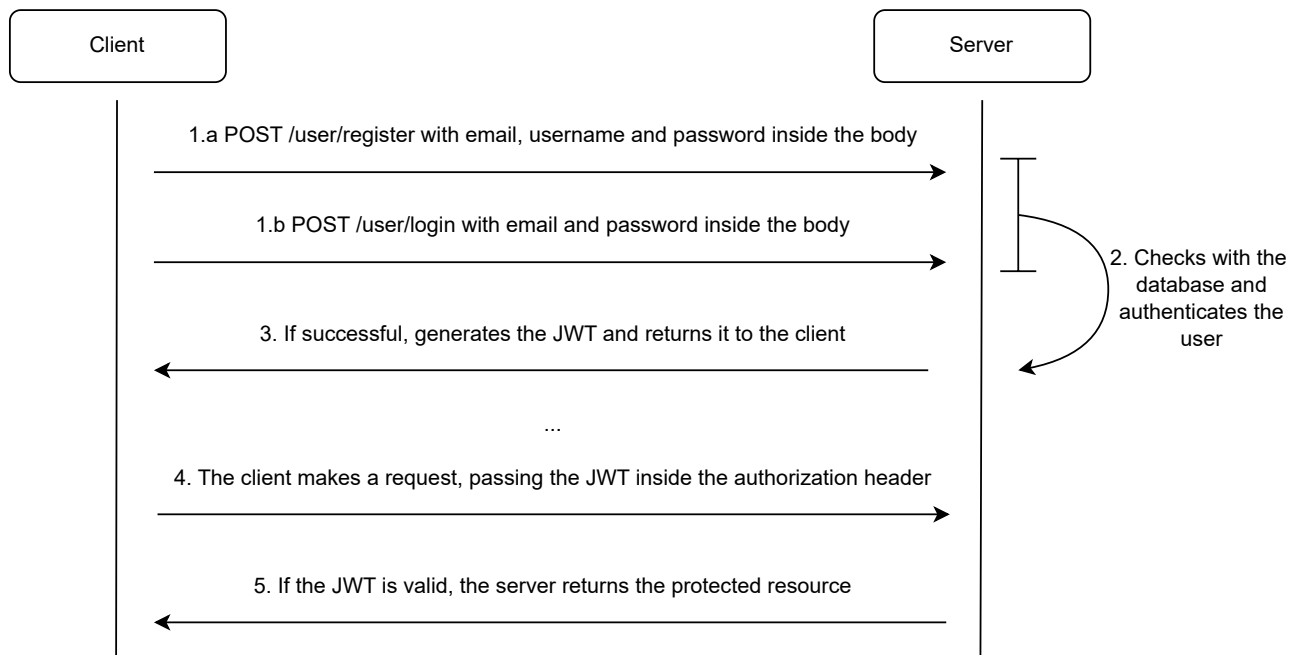 Client
Server
1.a POST /user/register with email, username and password inside the body
1.b POST /user/login with email and password inside the body
2. Checks with the
database and
authenticates the
user
3. If successful, generates the JWT and returns it to the client
...
4. The client makes a request, passing the JWT inside the authorization header
5. If the JWT is valid, the server returns the protected resource